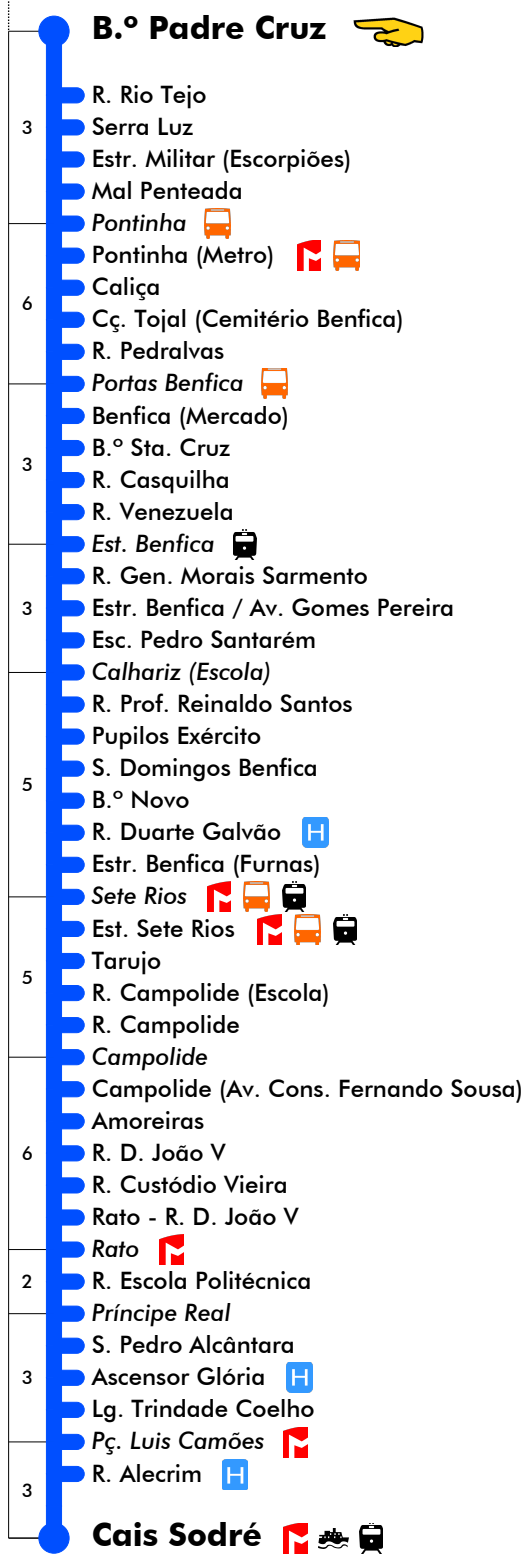 B.º Padre Cruz
R. Rio Tejo
3 Serra Luz
Estr. Militar (Escorpiões)
Mal Penteada
Pontinha
Pontinha (Metro)
Caliça
6
Cç. Tojal (Cemitério Benfica)
R. Pedralvas
Portas Benfica
Benfica (Mercado)
B.º Sta. Cruz
3
R. Casquilha
R. Venezuela
Est. Benfica
R. Gen. Morais Sarmento
3 Estr. Benfica / Av. Gomes Pereira
Esc. Pedro Santarém
Calhariz (Escola)
R. Prof. Reinaldo Santos
Pupilos Exército
S. Domingos Benfica
5
B.º Novo
R. Duarte Galvão H
Estr. Benfica (Furnas)
Sete Rios
Est. Sete Rios
Tarujo
5
R. Campolide (Escola)
R. Campolide
Campolide
Campolide (Av. Cons. Fernando Sousa)
Amoreiras
6 R. D. João V
R. Custódio Vieira
Rato - R. D. João V
Rato
2 R. Escola Politécnica
Príncipe Real
S. Pedro Alcântara
3 Ascensor Glória H
Lg. Trindade Coelho
Pç. Luis Camões
R. Alecrim H
3
Cais Sodré